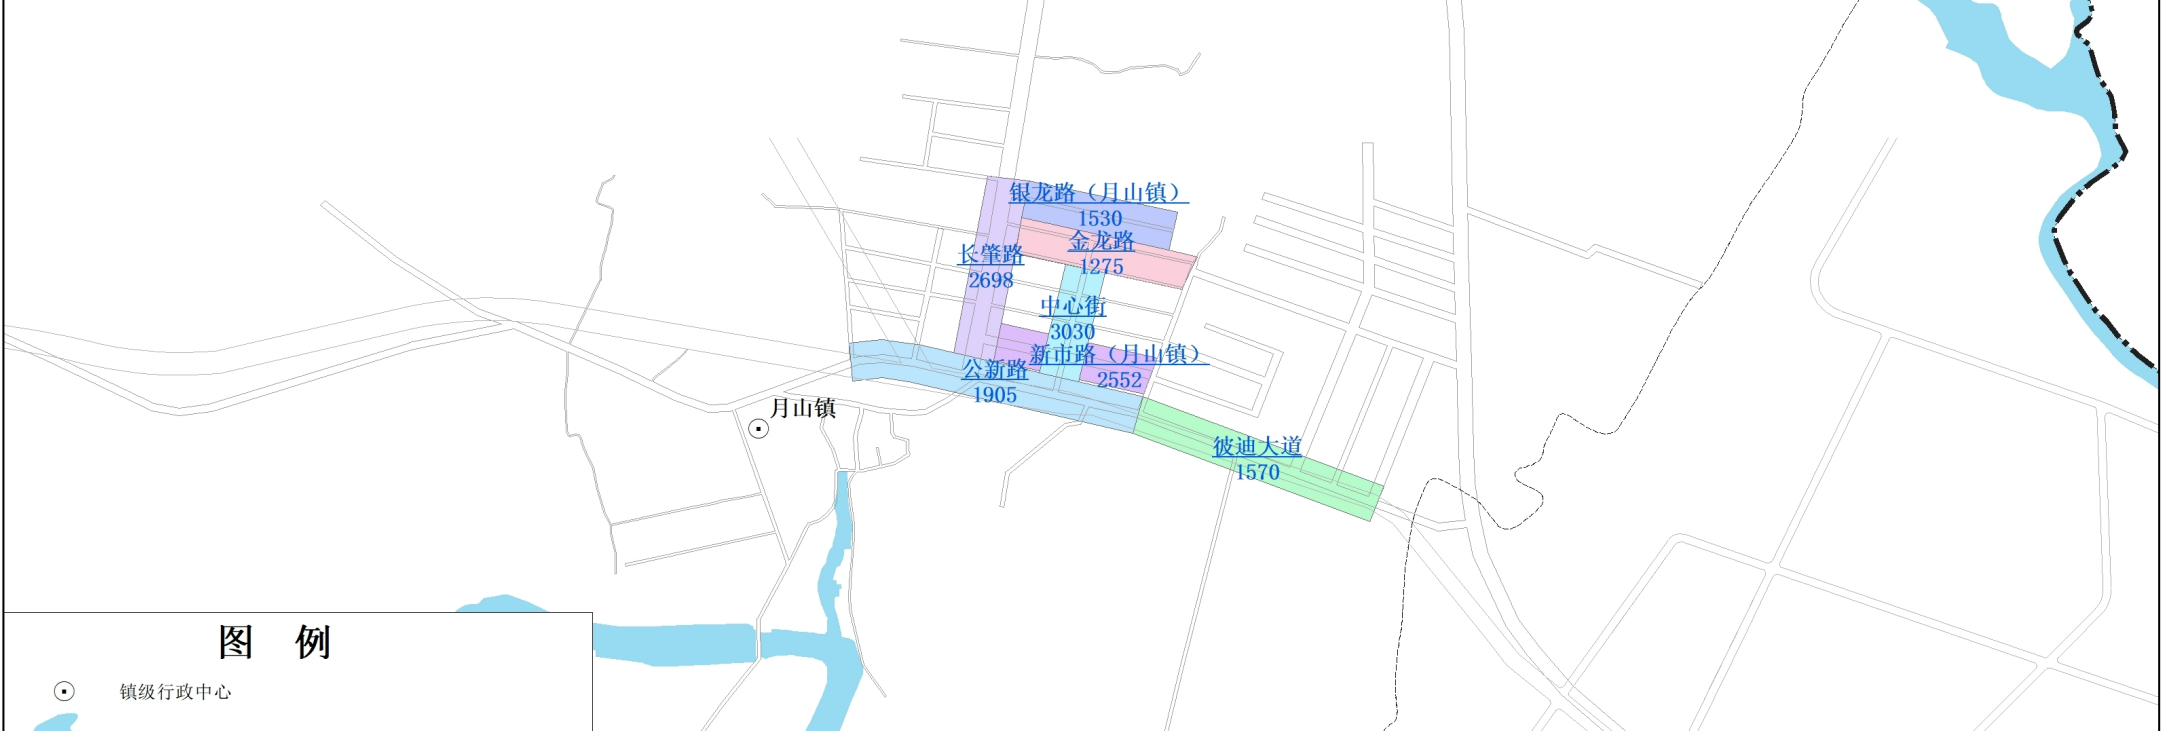 银龙路（月山镇）
1530
金龙路
1275
长肇路
2698
中心街
3030
新市路（月山镇）
2552
公新路
1905
月山镇
彼迪大道
1570
图 例
镇级行政中心